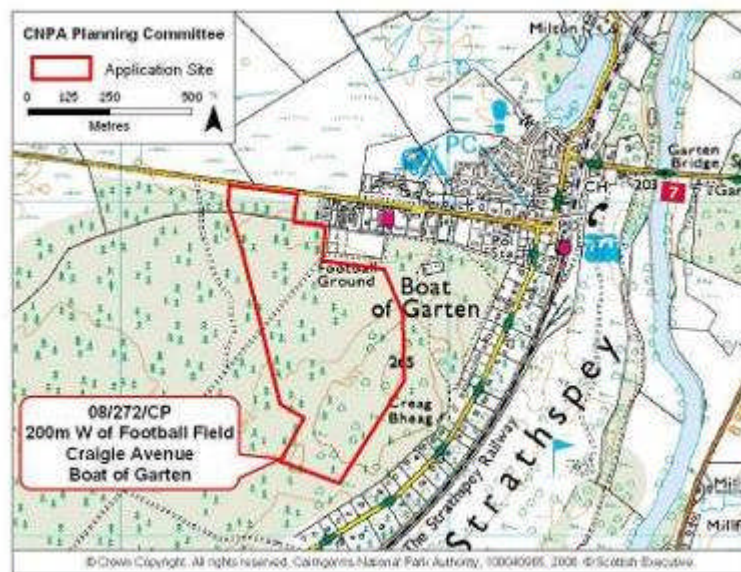 CNPA Planning Committee
Application Site
0 125 250 500
Metres
Milton
PC
Garten
Bridge
CH
203
7
Football
Ground
Boat
of Garten
265
Creag
Bheag
08/272/CP
200m W of Football Field
Craigie Avenue
Boat of Garten
The Strathspey Railway
Strathspey
© Crown Copyright. All rights reserved. Cairngorms National Park Authority, 100040965, 2008. © Scottish Executive.